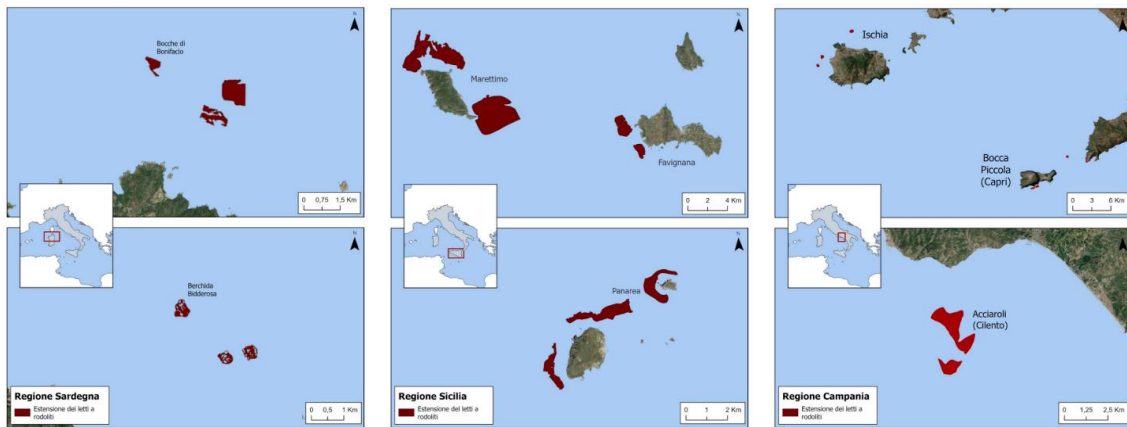 Bocche di
Bonifacio
N
0 0,75 1,5 Km
Marettimo
Favignana
N
0 2 4 Km
Ischia
Bocca
Piccola
(Capri)
N
0 3 6 Km
Berchida
Bidderosa
N
Regione Sardegna
Estensione dei letti a
rodoliti
0 0,5 1 Km
Panarea
N
Regione Sicilia
Estensione dei letti a
rodoliti
0 1 2 Km
Acciaroli
(Cilento)
Regione Campania
Estensione dei letti a
rodoliti
0 1,25 2,5 Km